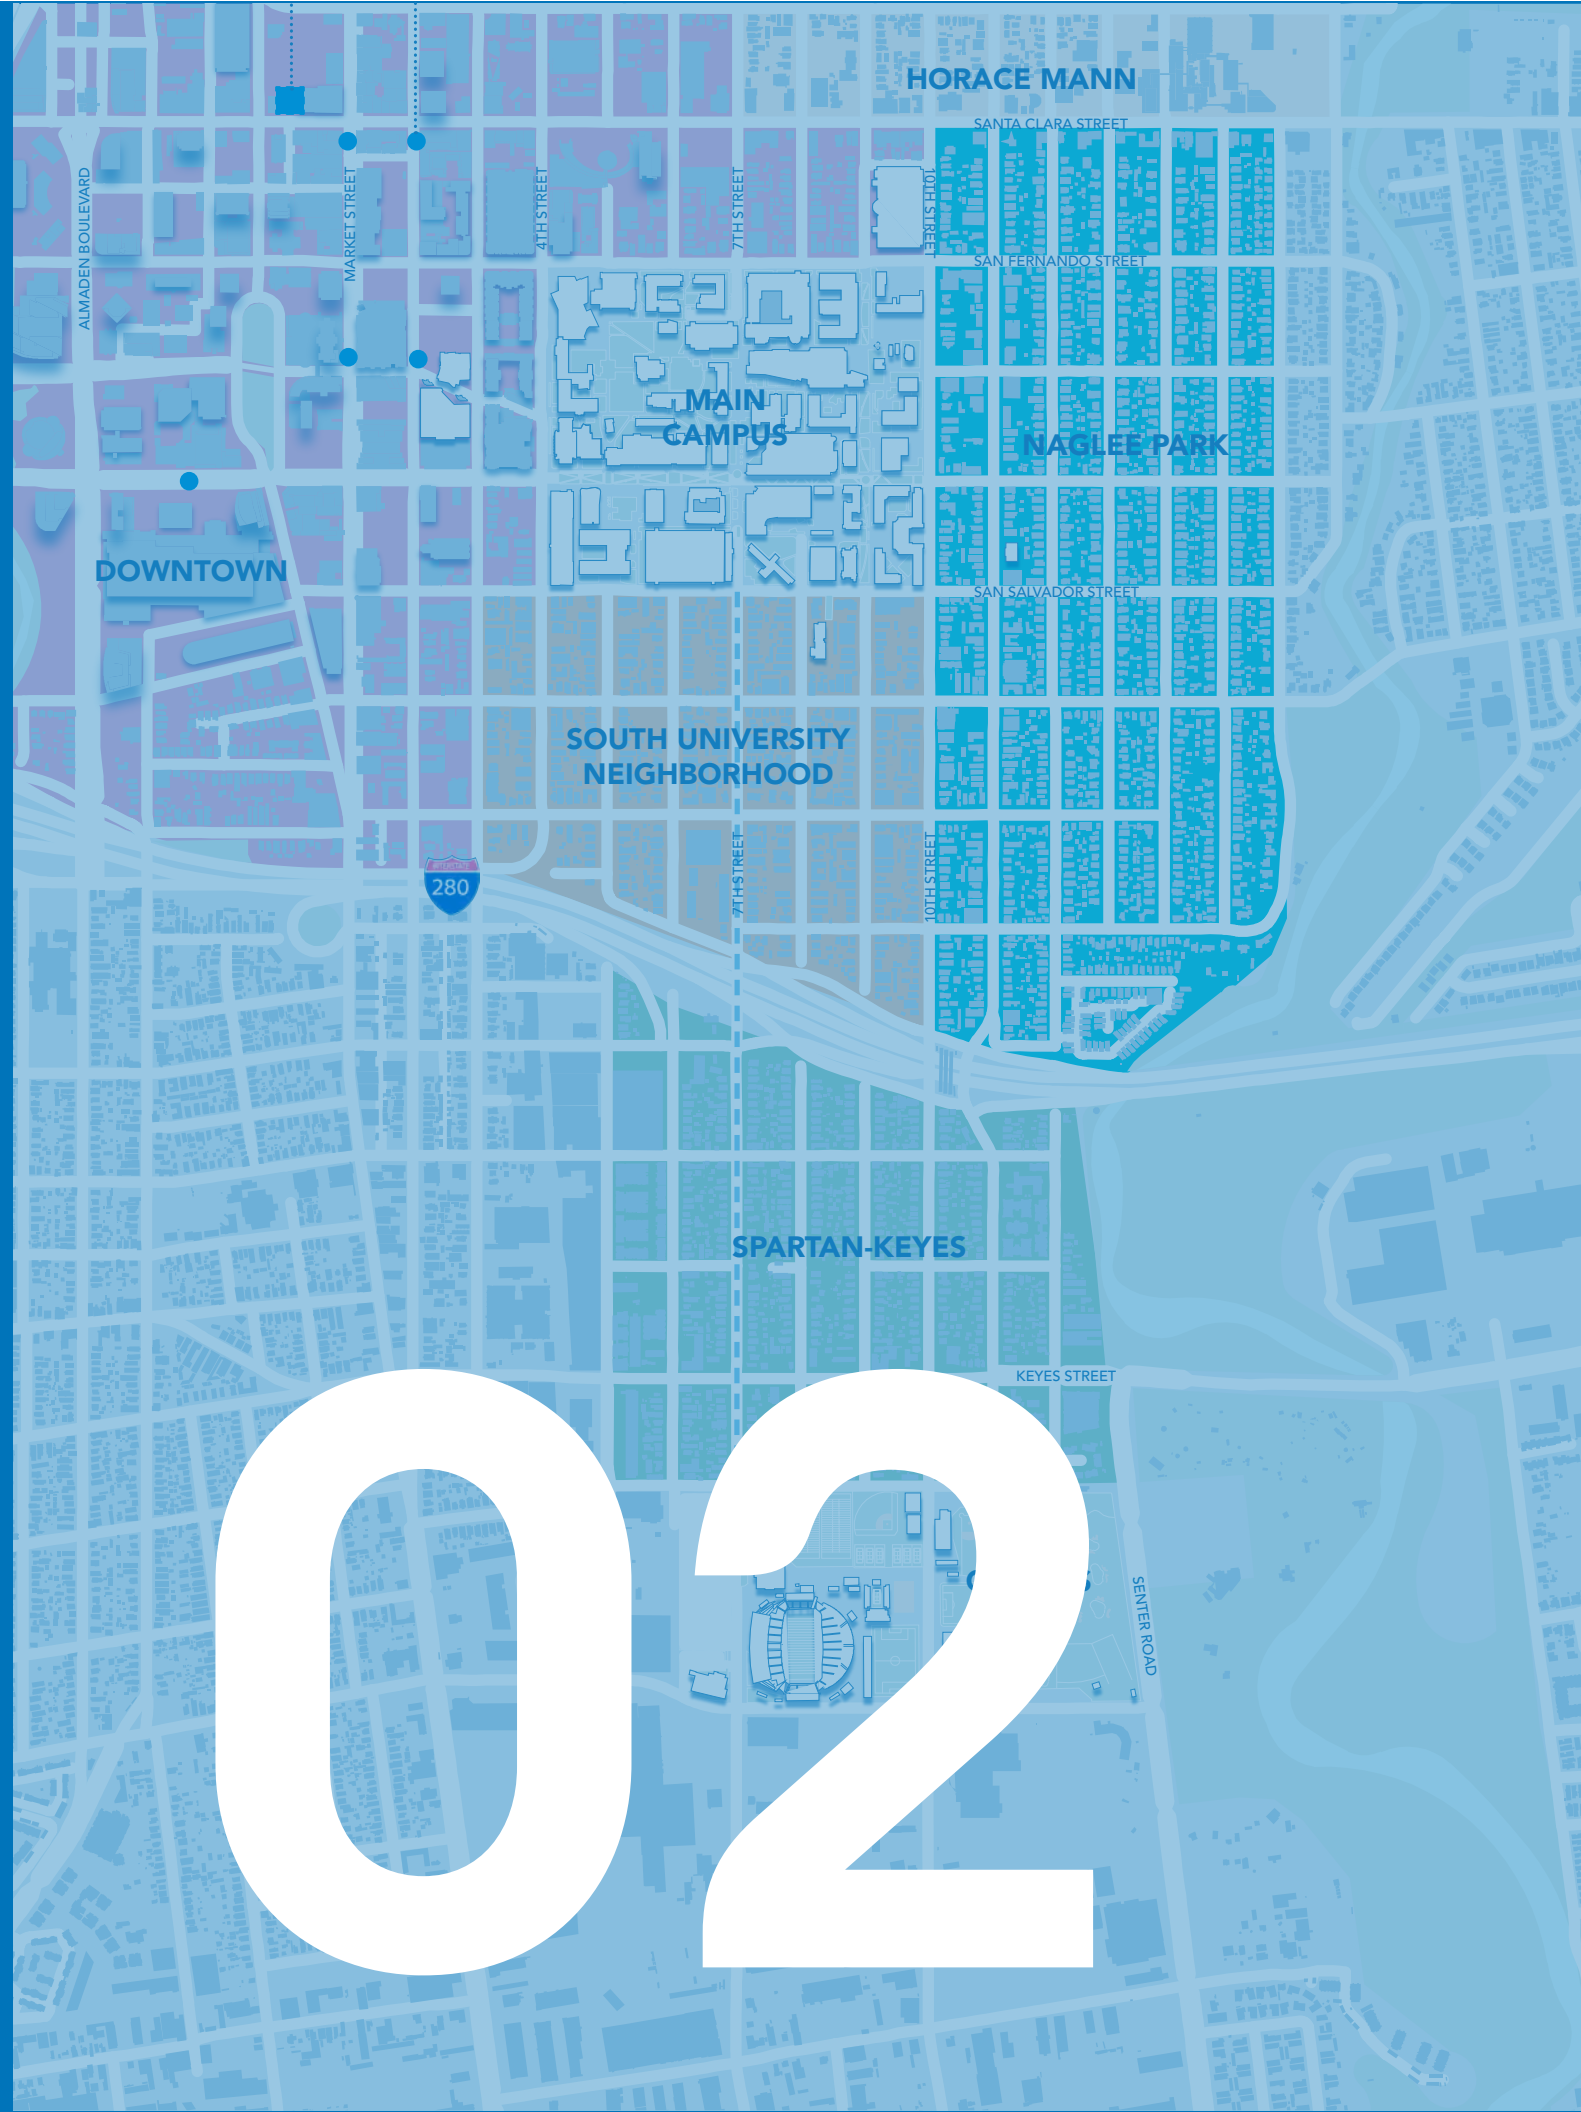 HORACE MANN
SANTA CLARA STREET
ALMADEN BOULEVARD
MARKET STREET
4TH STREET
7TH STREET
10TH STREET
SAN FERNANDO STREET
MAIN
CAMPUS
NAGLEE PARK
DOWNTOWN
SAN SALVADOR STREET
SOUTH UNIVERSITY
NEIGHBORHOOD
7TH STREET
10TH STREET
INTERSTATE
280
SPARTAN-KEYES
KEYES STREET
02
SENTER ROAD